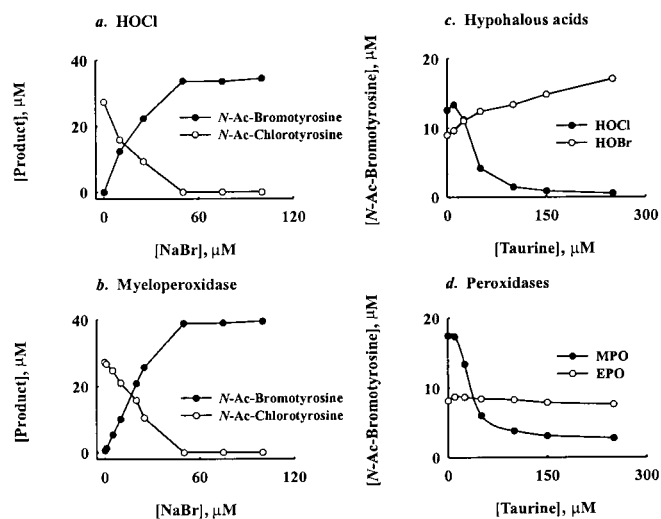 a. HOCl
[Product], μM
40
20
0
N-Ac-Bromotyrosine
N-Ac-Chlorotyrosine
0 60 120
[NaBr], μM
b. Myeloperoxidase
[Product], μM
40
20
0
N-Ac-Bromotyrosine
N-Ac-Chlorotyrosine
0 60 120
[NaBr], μM
c. Hypohalous acids
[N-Ac-Bromotyrosine], μM
20
10
0
HOCl
HOBr
0 150 300
[Taurine], μM
d. Peroxidases
[N-Ac-Bromotyrosine], μM
20
10
0
MPO
EPO
0 150 300
[Taurine], μM